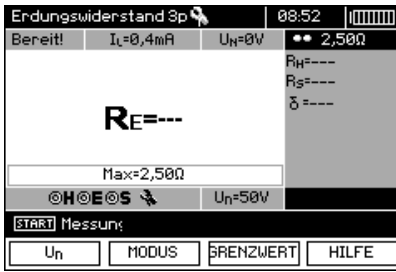 Erdungswiderstand 3p 08:52
Bereit! IL=0,4mA UN=0V •• 2,50Ω
RH=---
RS=---
δ =---
RE=---
Max=2,50Ω
◎H◎E◎S Un=50V
START Messung
Un MODUS GRENZWERT HILFE